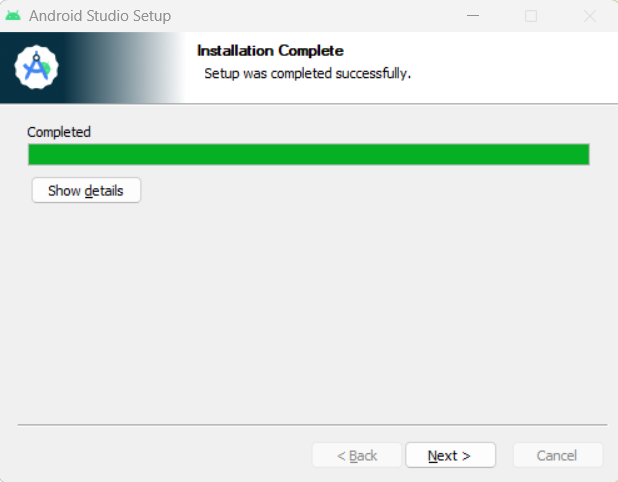 Android Studio Setup
Installation Complete
Setup was completed successfully.
Completed
Show details
< Back
Next >
Cancel